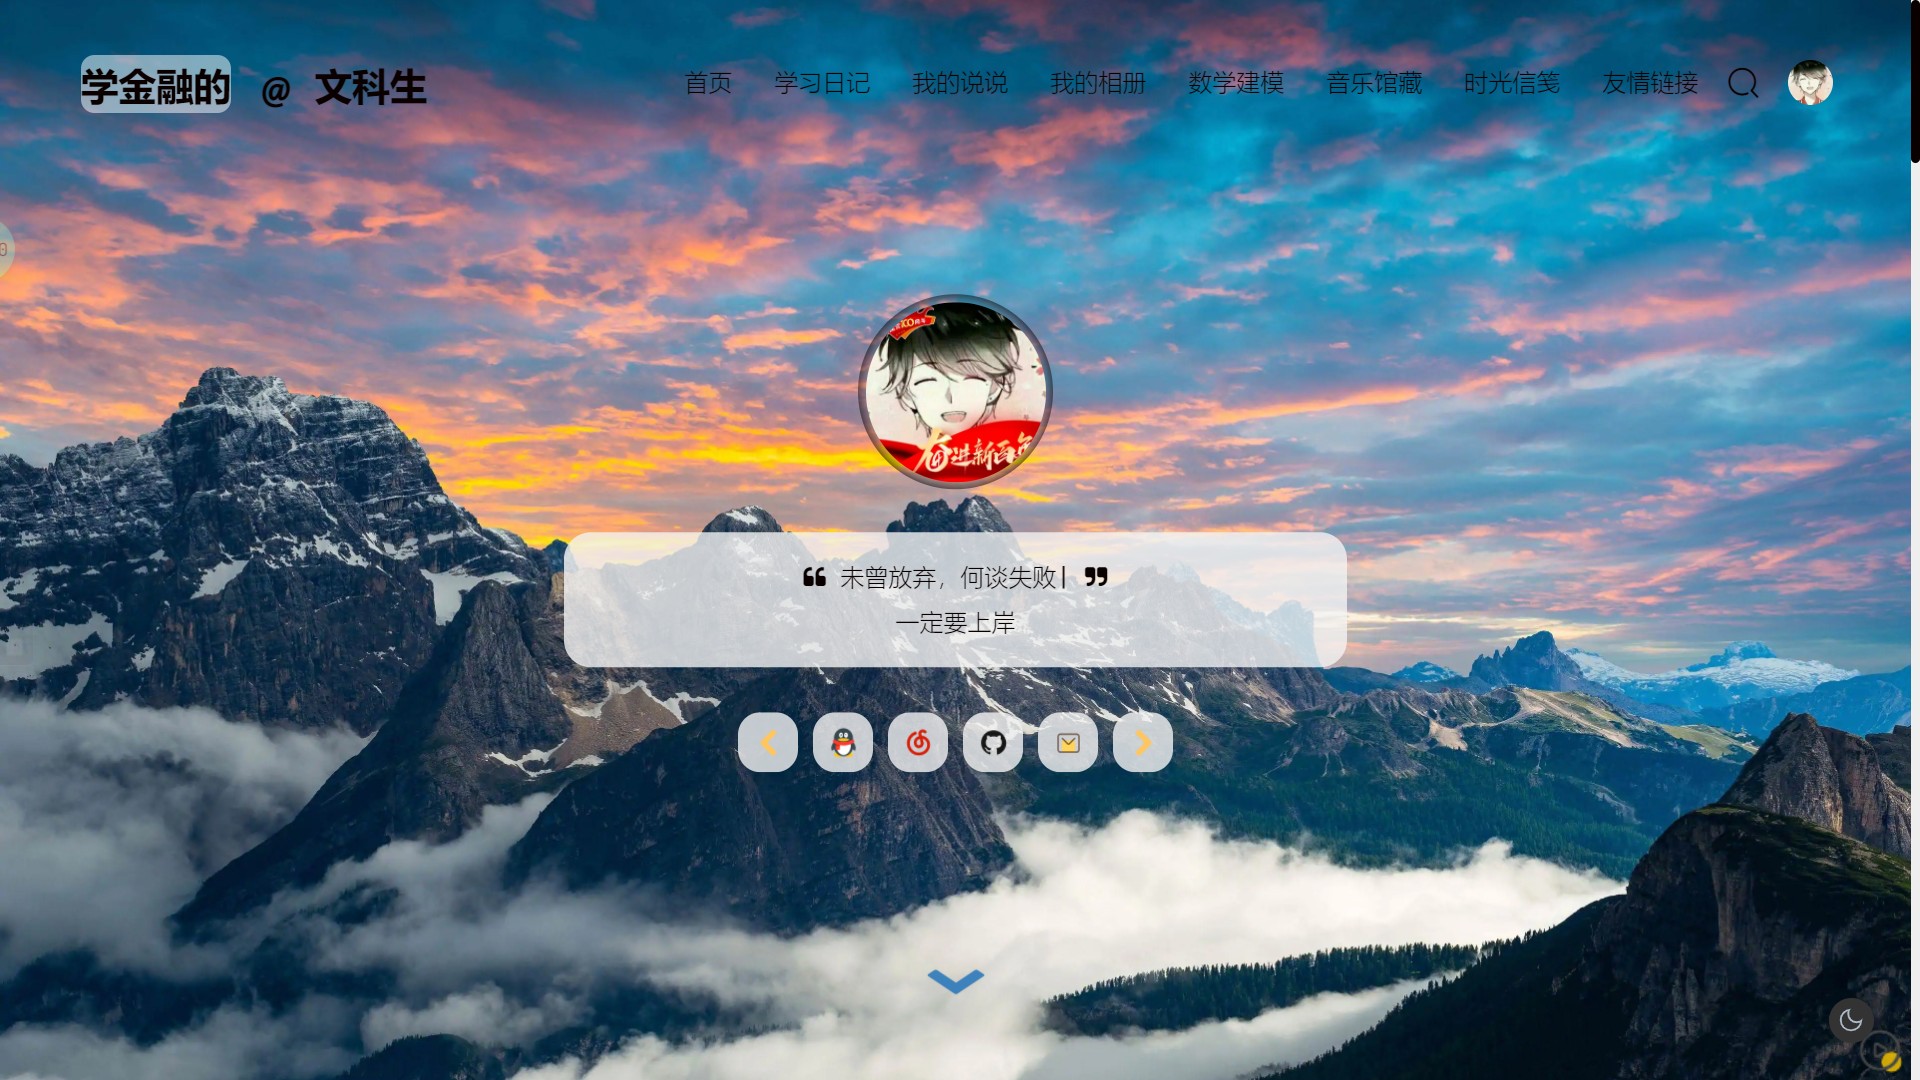 学金融的 @ 文科生
首页 学习日记 我的说说 我的相册 数学建模 音乐馆藏 时光信笺 友情链接
0
100
奋进新百年
❝ 未曾放弃，何谈失败| ❞
一定要上岸